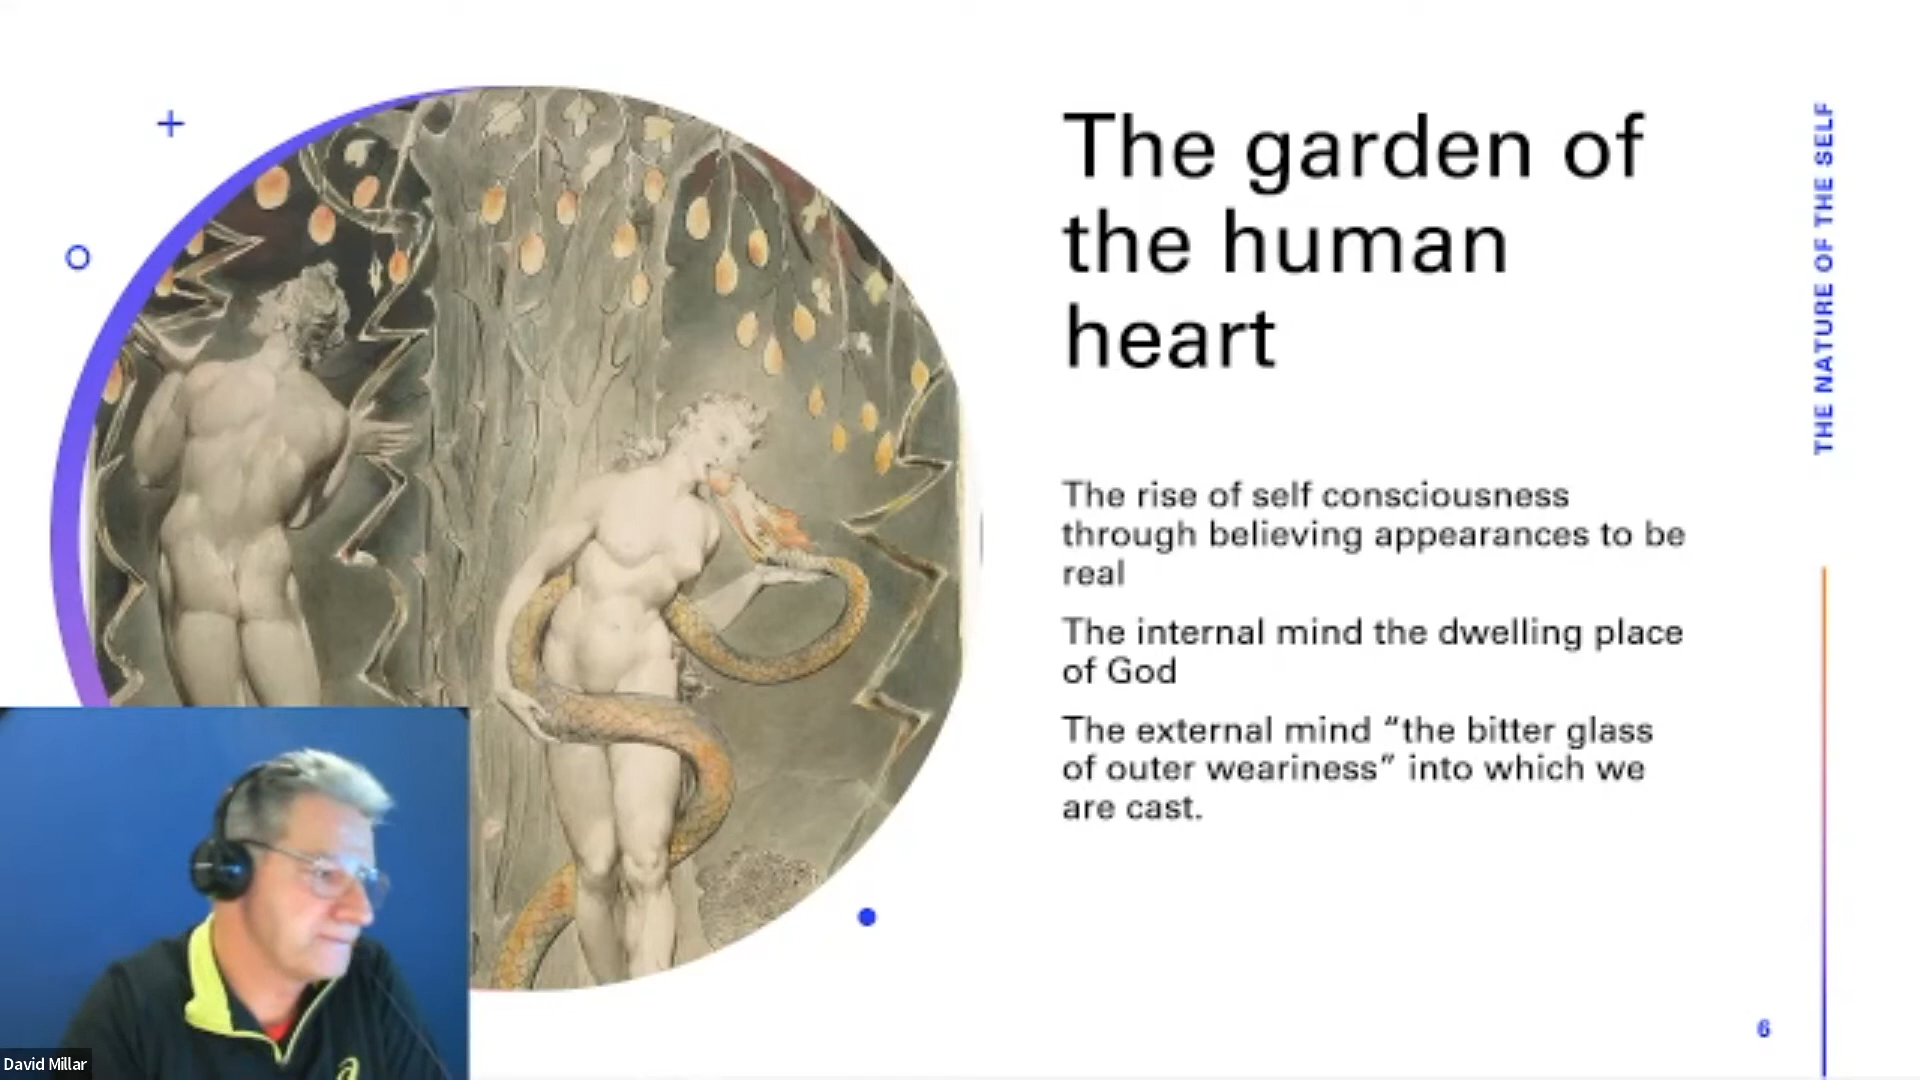 The garden of
the human
heart
The rise of self consciousness
through believing appearances to be
real
The internal mind the dwelling place
of God
The external mind “the bitter glass
of outer weariness” into which we
are cast.
THE NATURE OF THE SELF
6
David Millar